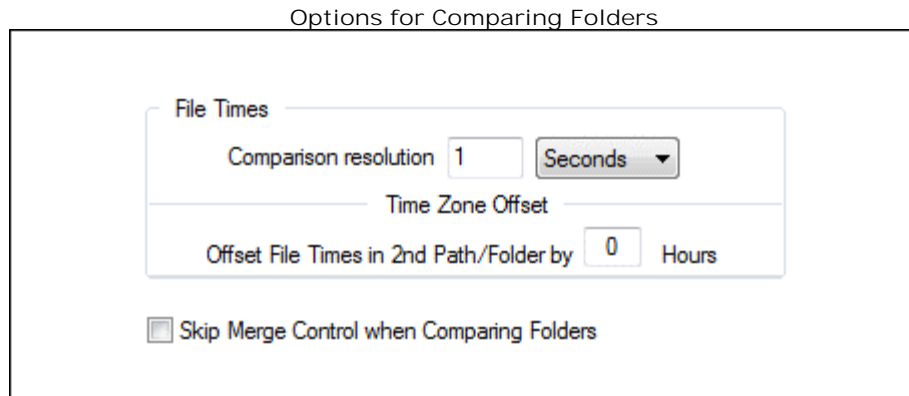 Options for Comparing Folders
File Times
Comparison resolution 1 Seconds
Time Zone Offset
Offset File Times in 2nd Path/Folder by 0 Hours
Skip Merge Control when Comparing Folders